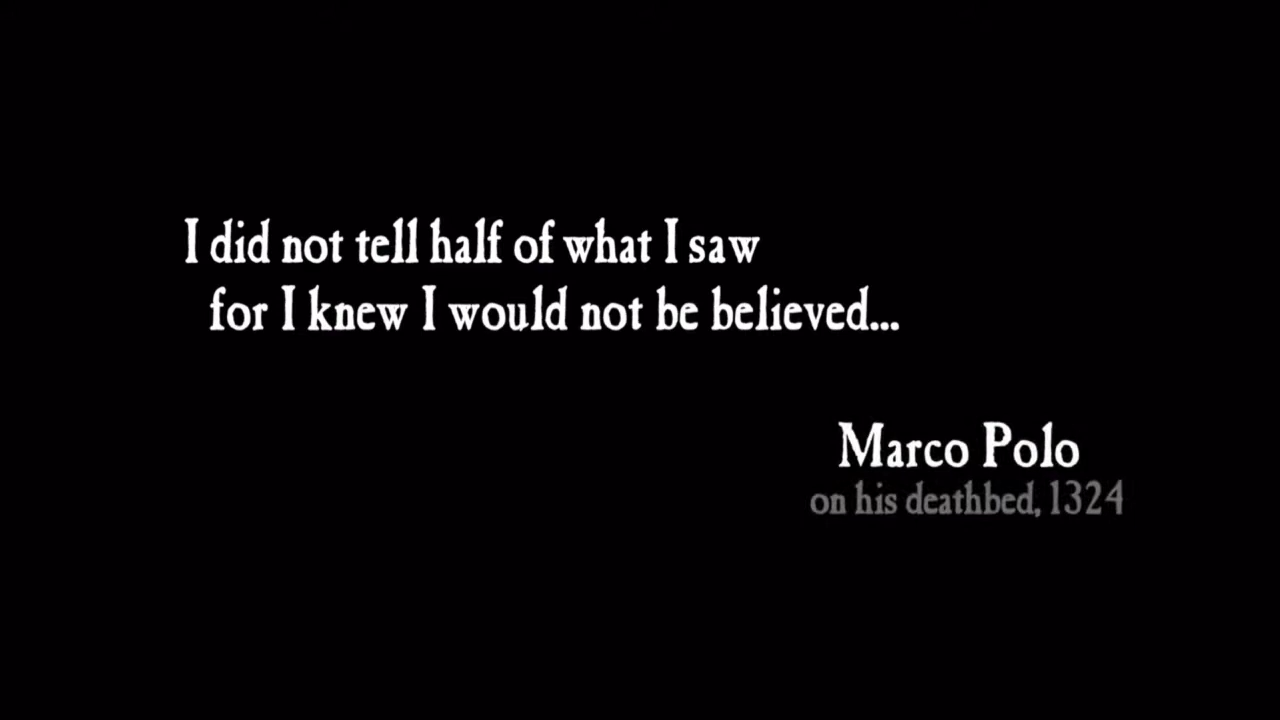 I did not tell half of what I saw
for I knew I would not be believed...
Marco Polo
on his deathbed, 1324